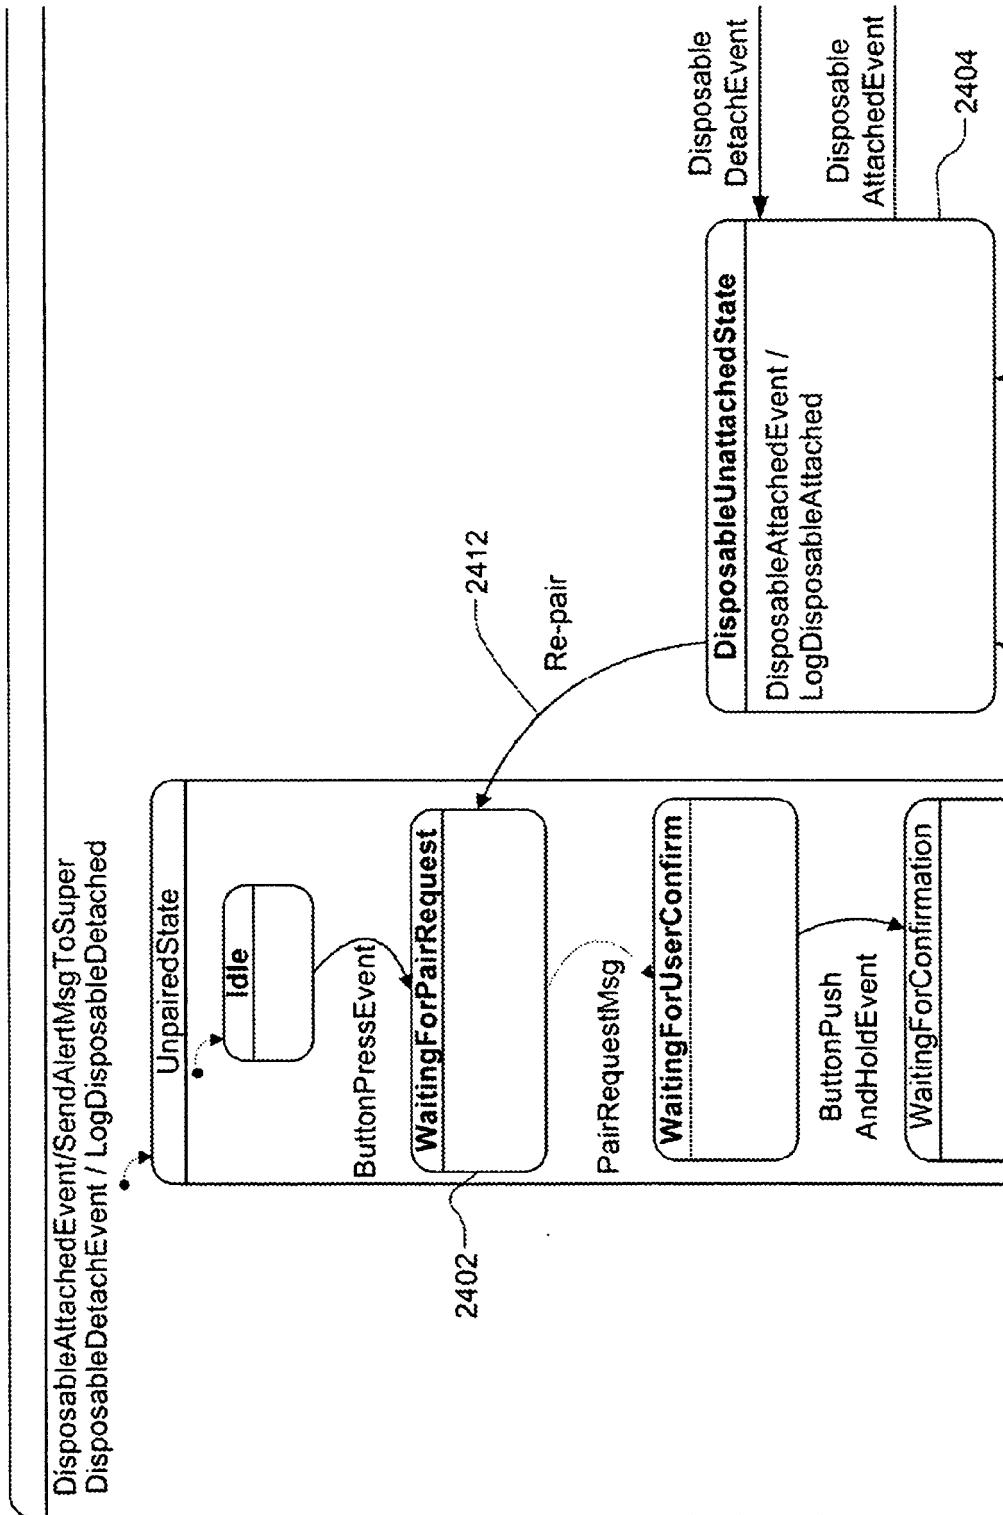 DisposableAttachedEvent/SendAlertMsgToSuper
DisposableDetachEvent / LogDisposableDetached
UnpairedState
Idle
ButtonPressEvent
WaitingForPairRequest
2402
PairRequestMsg
WaitingForUserConfirm
ButtonPush
AndHoldEvent
WaitingForConfirmation
2412
Re-pair
DisposableUnattachedState
DisposableAttachedEvent /
LogDisposableAttached
Disposable
DetachEvent
Disposable
AttachedEvent
2404